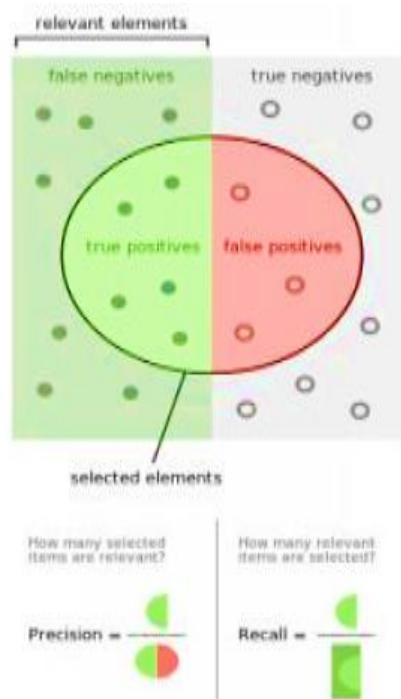 relevant elements
false negatives
true negatives
true positives
false positives
selected elements
How many selected
items are relevant?
How many relevant
items are selected?
Precision =
Recall =